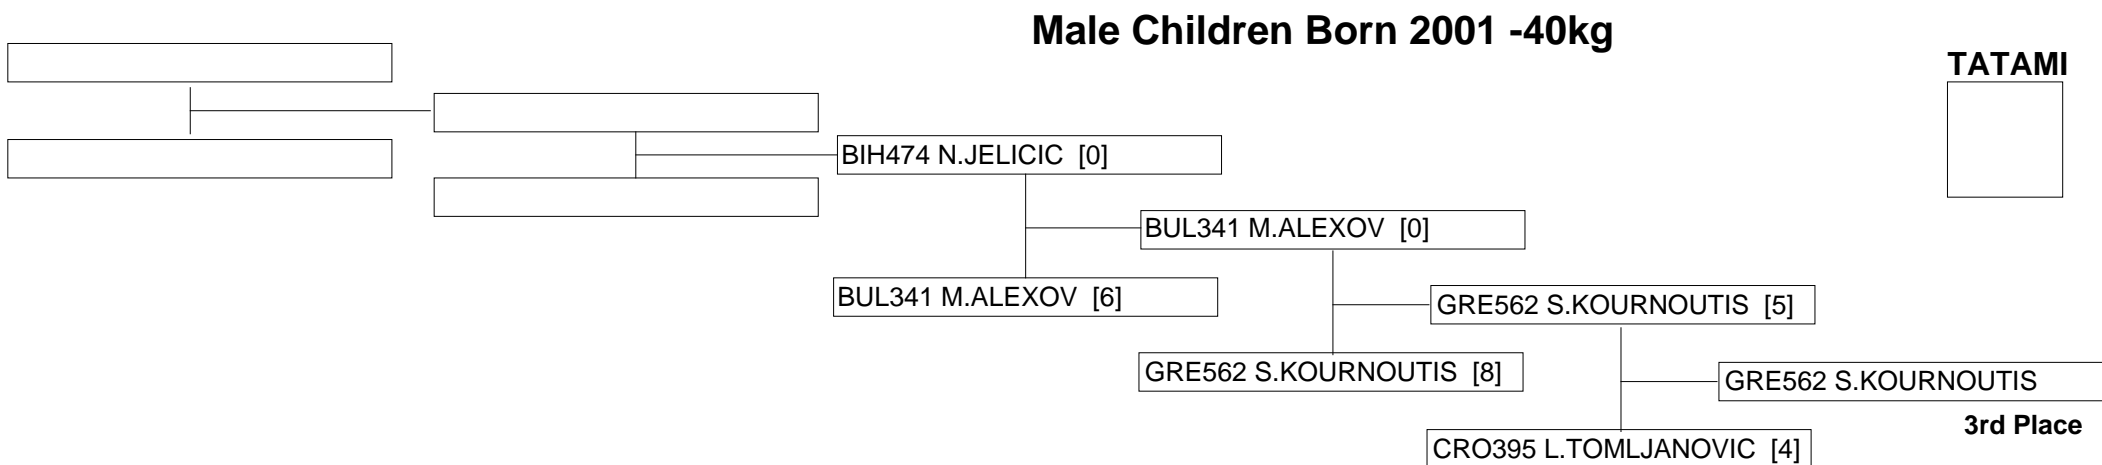 Male Children Born 2001 -40kg
TATAMI
BIH474 N.JELICIC [0]
BUL341 M.ALEXOV [0]
BUL341 M.ALEXOV [6]
GRE562 S.KOURNOUTIS [5]
GRE562 S.KOURNOUTIS [8]
GRE562 S.KOURNOUTIS
3rd Place
CRO395 L.TOMLJANOVIC [4]